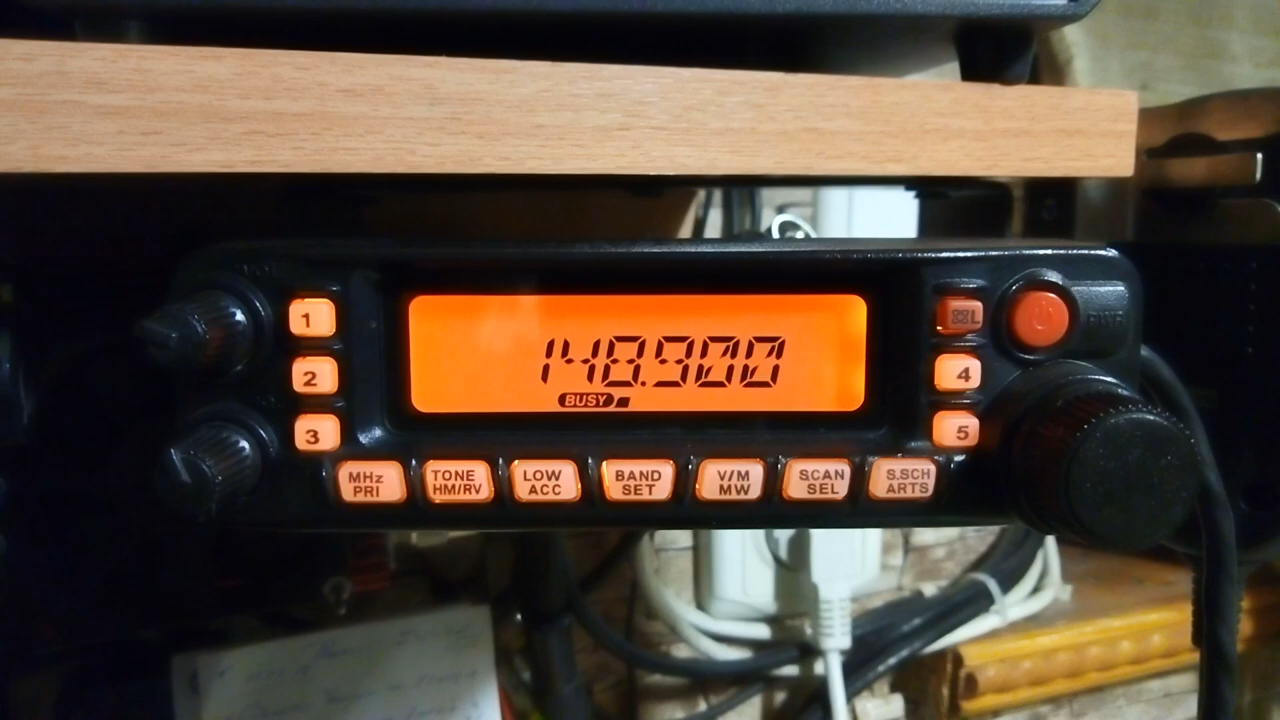 1
2
3
148.900
BUSY
L
4
5
MHz
PRI
TONE
HM/RV
LOW
ACC
BAND
SET
V/M
MW
SCAN
SEL
S.SCH
ARTS